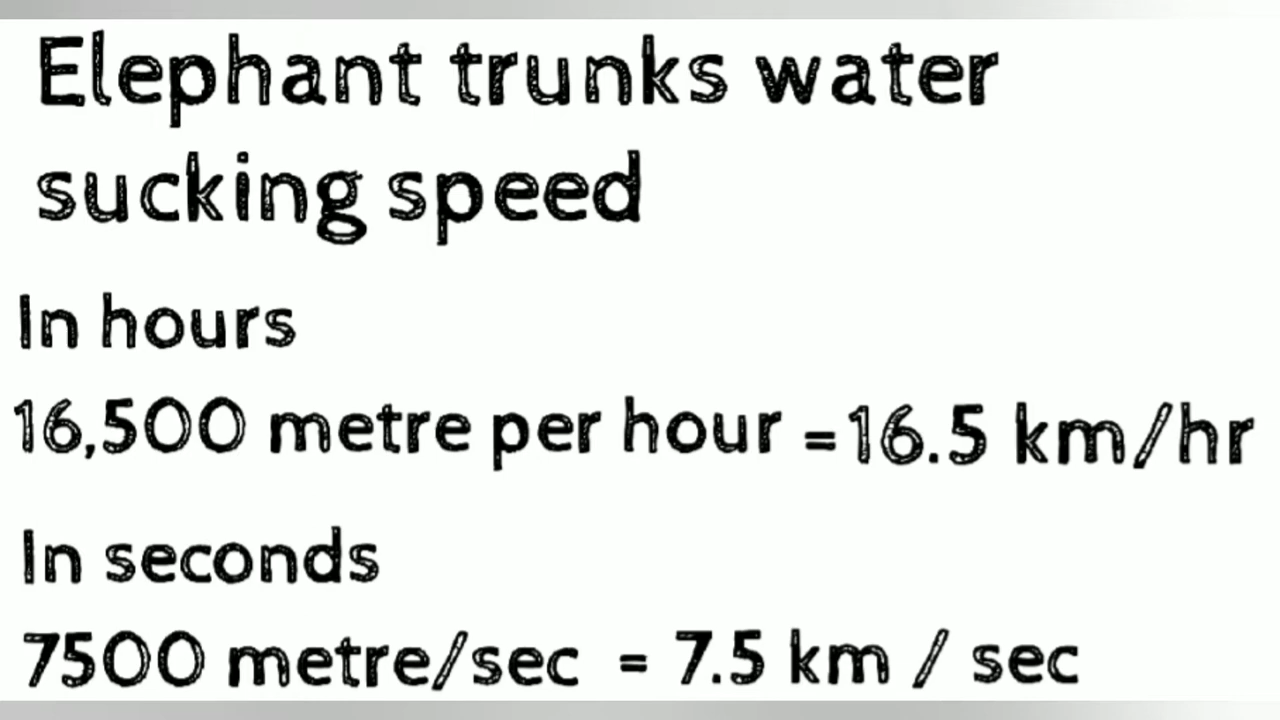 Elephant trunks water
sucking speed
In hours
16,500 metre per hour =16.5 km/hr
In seconds
7500 metre/sec = 7.5 km / sec